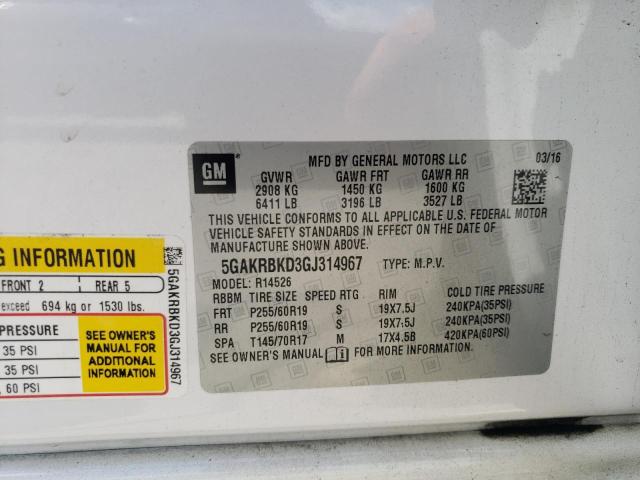 GM
MFD BY GENERAL MOTORS LLC 03/16
GVWR GAWR FRT GAWR RR
2908 KG 1450 KG 1600 KG
6411 LB 3196 LB 3527 LB
THIS VEHICLE CONFORMS TO ALL APPLICABLE U.S. FEDERAL MOTOR
VEHICLE SAFETY STANDARDS IN EFFECT ON THE DATE OF
MANUFACTURE SHOWN ABOVE.
5GAKRBKD3GJ314967 TYPE: M.P.V.
MODEL: R14526
RBBM TIRE SIZE SPEED RTG RIM COLD TIRE PRESSURE
FRT P255/60R19 S 19X7.5J 240KPA(35PSI)
RR P255/60R19 S 19X7.5J 240KPA(35PSI)
SPA T145/70R17 M 17X4.5B 420KPA(60PSI)
SEE OWNER'S MANUAL FOR MORE INFORMATION.
G INFORMATION
FRONT 2 REAR 5
exceed 694 kg or 1530 lbs.
PRESSURE
35 PSI
35 PSI
60 PSI
SEE OWNER'S
MANUAL FOR
ADDITIONAL
INFORMATION
5GAKRBKD3GJ314967